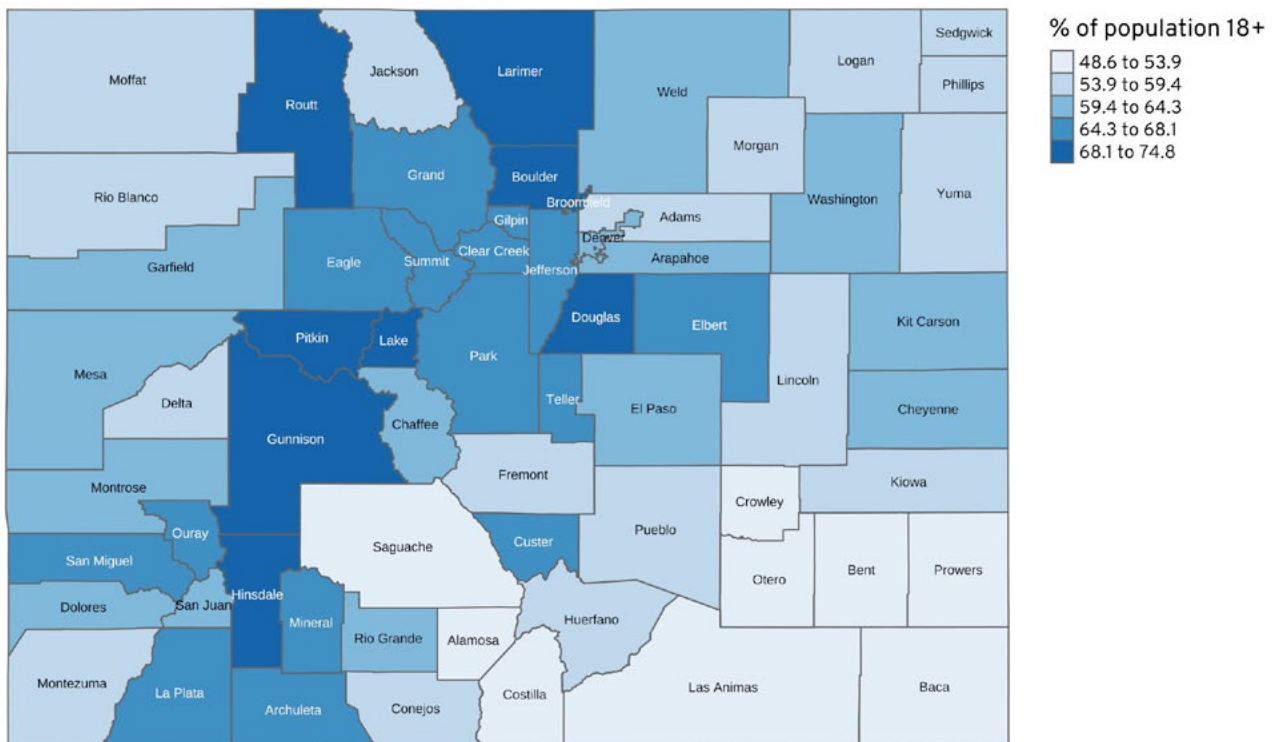 % of population 18+
48.6 to 53.9
53.9 to 59.4
59.4 to 64.3
64.3 to 68.1
68.1 to 74.8
Moffat
Routt
Jackson
Larimer
Weld
Logan
Sedgwick
Phillips
Morgan
Rio Blanco
Grand
Boulder
Broomfield
Adams
Washington
Yuma
Garfield
Eagle
Summit
Gilpin
Clear Creek
Jefferson
Denver
Arapahoe
Pitkin
Lake
Park
Douglas
Elbert
Lincoln
Kit Carson
Mesa
Delta
Gunnison
Chaffee
Teller
El Paso
Cheyenne
Montrose
Fremont
Crowley
Kiowa
Ouray
San Miguel
Saguache
Custer
Pueblo
Otero
Bent
Prowers
Dolores
San Juan
Hinsdale
Mineral
Rio Grande
Alamosa
Huerfano
Montezuma
La Plata
Archuleta
Conejos
Costilla
Las Animas
Baca